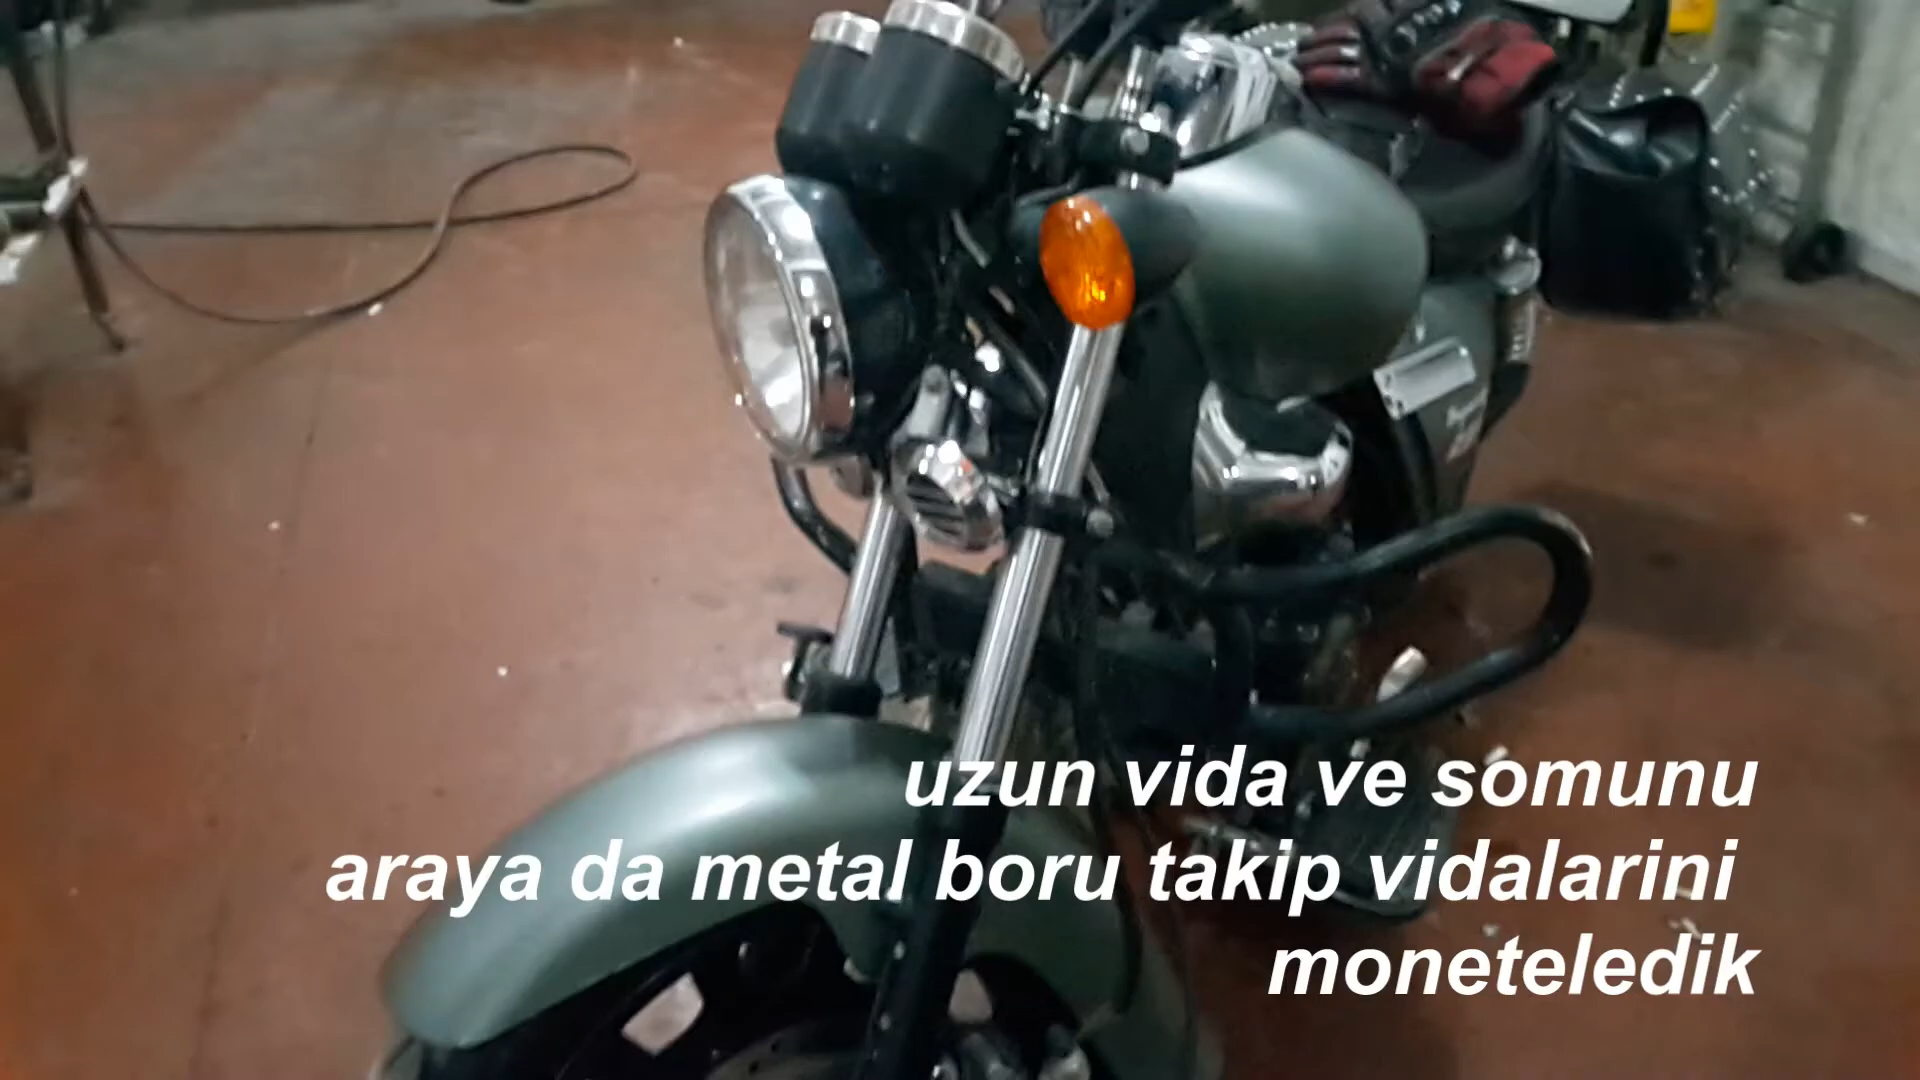 uzun vida ve somunu
araya da metal boru takip vidalarini
moneteledik